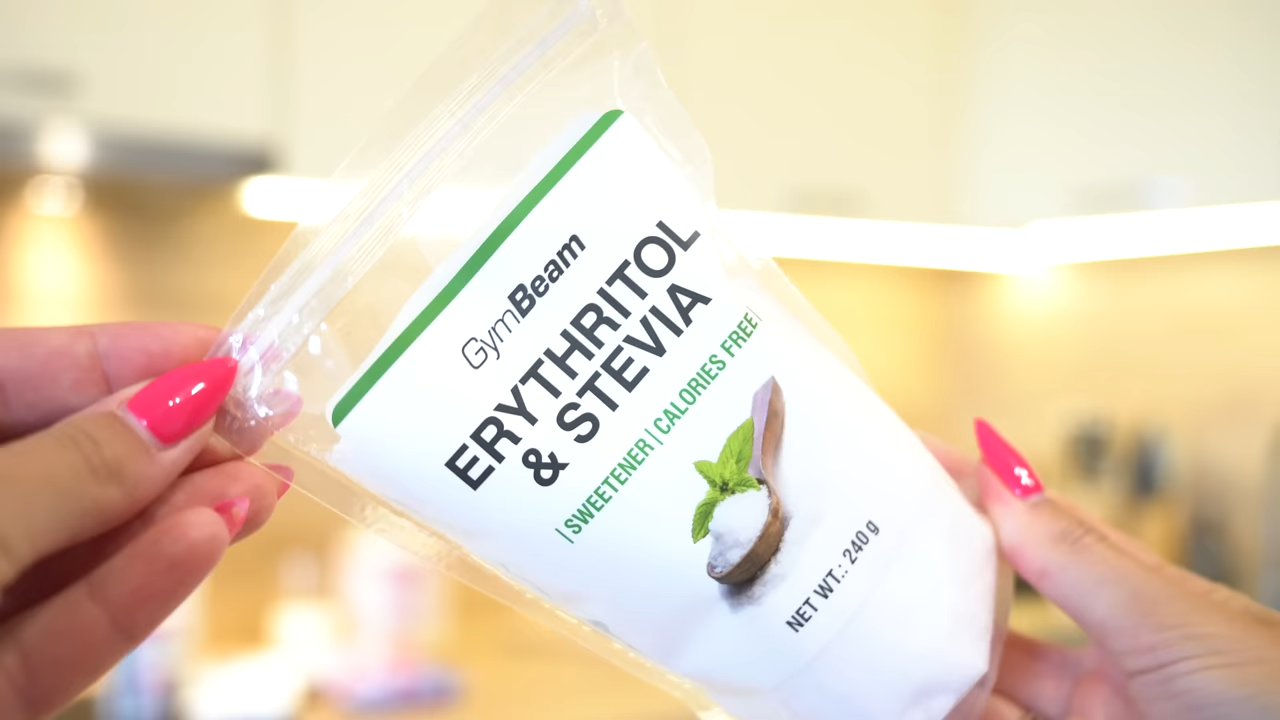 GymBeam
ERYTHRITOL
& STEVIA
| SWEETENER | CALORIES FREE |
NET WT.: 240 g